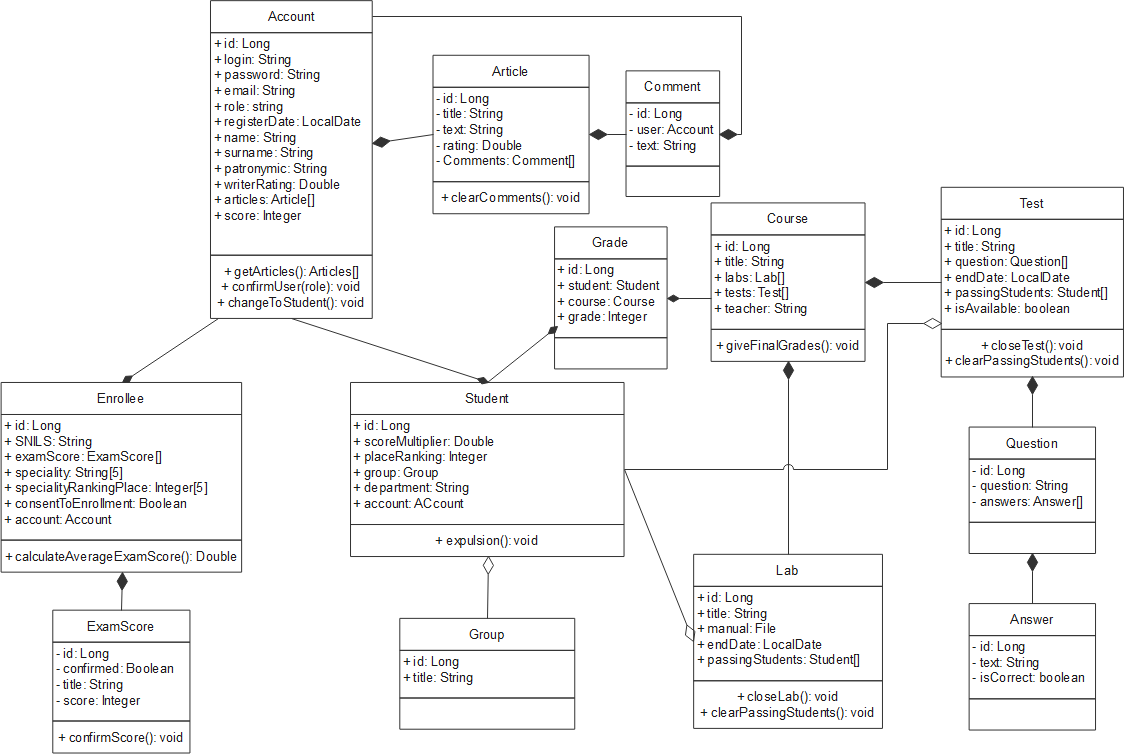 Account
+ id: Long
+ login: String
+ password: String
+ email: String
+ role: string
+ registerDate: LocalDate
+ name: String
+ surname: String
+ patronymic: String
+ writerRating: Double
+ articles: Article[]
+ score: Integer
+ getArticles(): Articles[]
+ confirmUser(role): void
+ changeToStudent(): void
Article
- id: Long
- title: String
- text: String
- rating: Double
- Comments: Comment[]
+ clearComments(): void
Comment
- id: Long
- user: Account
- text: String
Grade
+ id: Long
+ student: Student
+ course: Course
+ grade: Integer
Course
+ id: Long
+ title: String
+ labs: Lab[]
+ tests: Test[]
+ teacher: String
+ giveFinalGrades(): void
Test
+ id: Long
+ title: String
+ question: Question[]
+ endDate: LocalDate
+ passingStudents: Student[]
+ isAvailable: boolean
+ closeTest(): void
+ clearPassingStudents(): void
Enrollee
+ id: Long
+ SNILS: String
+ examScore: ExamScore[]
+ speciality: String[5]
+ specialityRankingPlace: Integer[5]
+ consentToEnrollment: Boolean
+ account: Account
+ calculateAverageExamScore(): Double
Student
+ id: Long
+ scoreMultiplier: Double
+ placeRanking: Integer
+ group: Group
+ department: String
+ account: ACcount
+ expulsion(): void
Question
- id: Long
- question: String
- answers: Answer[]
ExamScore
- id: Long
- confirmed: Boolean
- title: String
- score: Integer
+ confirmScore(): void
Group
+ id: Long
+ title: String
Lab
+ id: Long
+ title: String
+ manual: File
+ endDate: LocalDate
+ passingStudents: Student[]
+ closeLab(): void
+ clearPassingStudents(): void
Answer
- id: Long
- text: String
- isCorrect: boolean